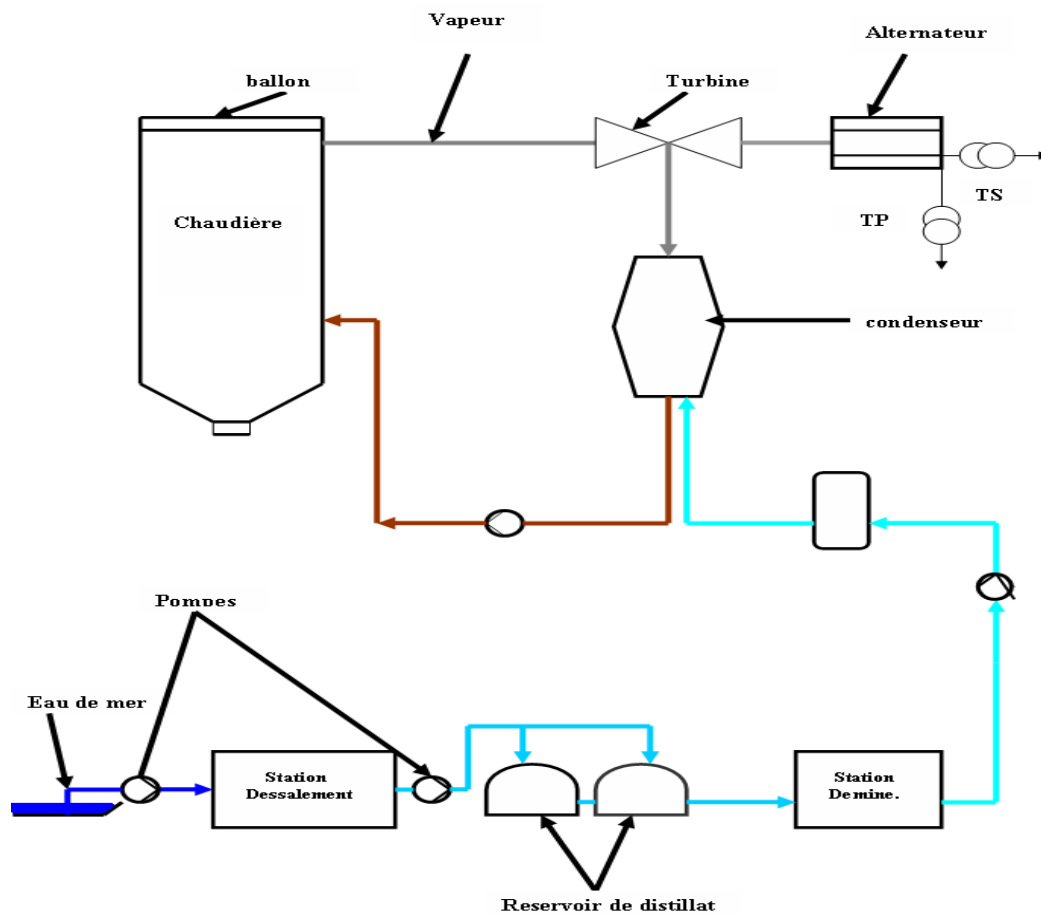 Vapeur
Alternateur
ballon
Turbine
TS
TP
Chaudière
condenseur
Pompes
Eau de mer
Station
Dessalement
Station
Demine.
Reservoir de distillat